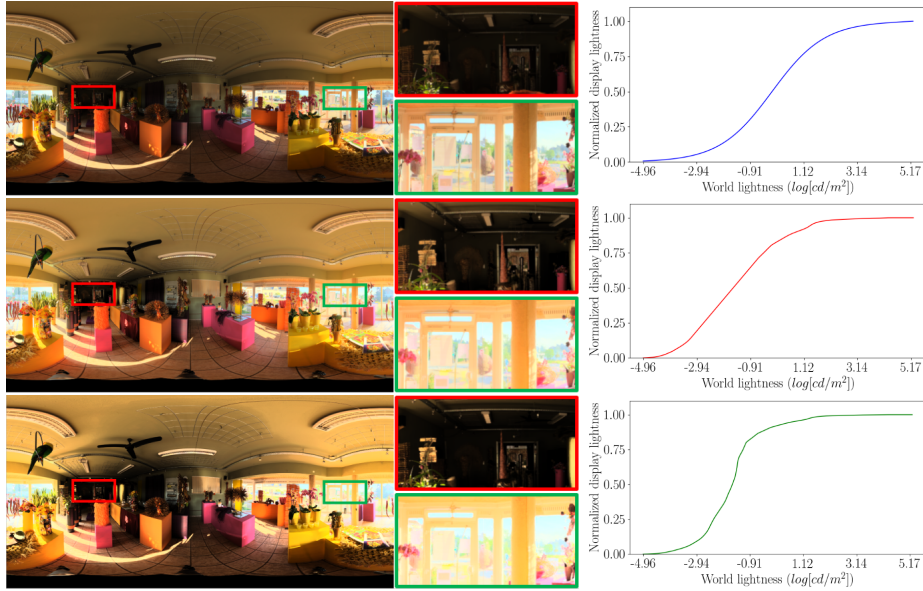 1.00
0.75
0.50
0.25
0.00
Normalized display lightness
-4.96 -2.94 -0.91 1.12 3.14 5.17
World lightness (log[cd/m²])
1.00
0.75
0.50
0.25
0.00
Normalized display lightness
-4.96 -2.94 -0.91 1.12 3.14 5.17
World lightness (log[cd/m²])
1.00
0.75
0.50
0.25
0.00
Normalized display lightness
-4.96 -2.94 -0.91 1.12 3.14 5.17
World lightness (log[cd/m²])